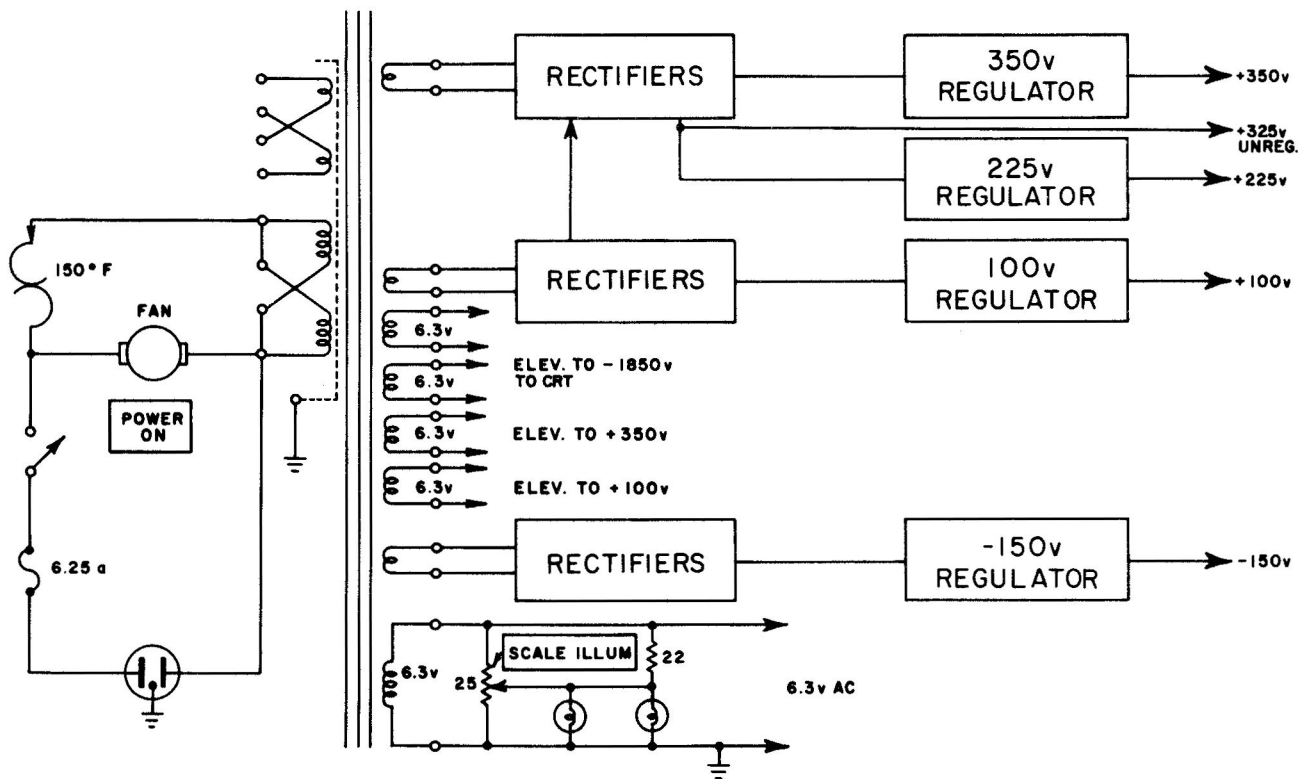 RECTIFIERS
350v
REGULATOR
+350v
+325v
UNREG.
225v
REGULATOR
+225v
RECTIFIERS
100v
REGULATOR
+100v
150° F
FAN
POWER
ON
6.25 a
6.3v
6.3v
ELEV. TO -1850v
TO CRT
6.3v
ELEV. TO +350v
6.3v
ELEV. TO +100v
RECTIFIERS
-150v
REGULATOR
-150v
6.3v
25
SCALE ILLUM
22
6.3v AC